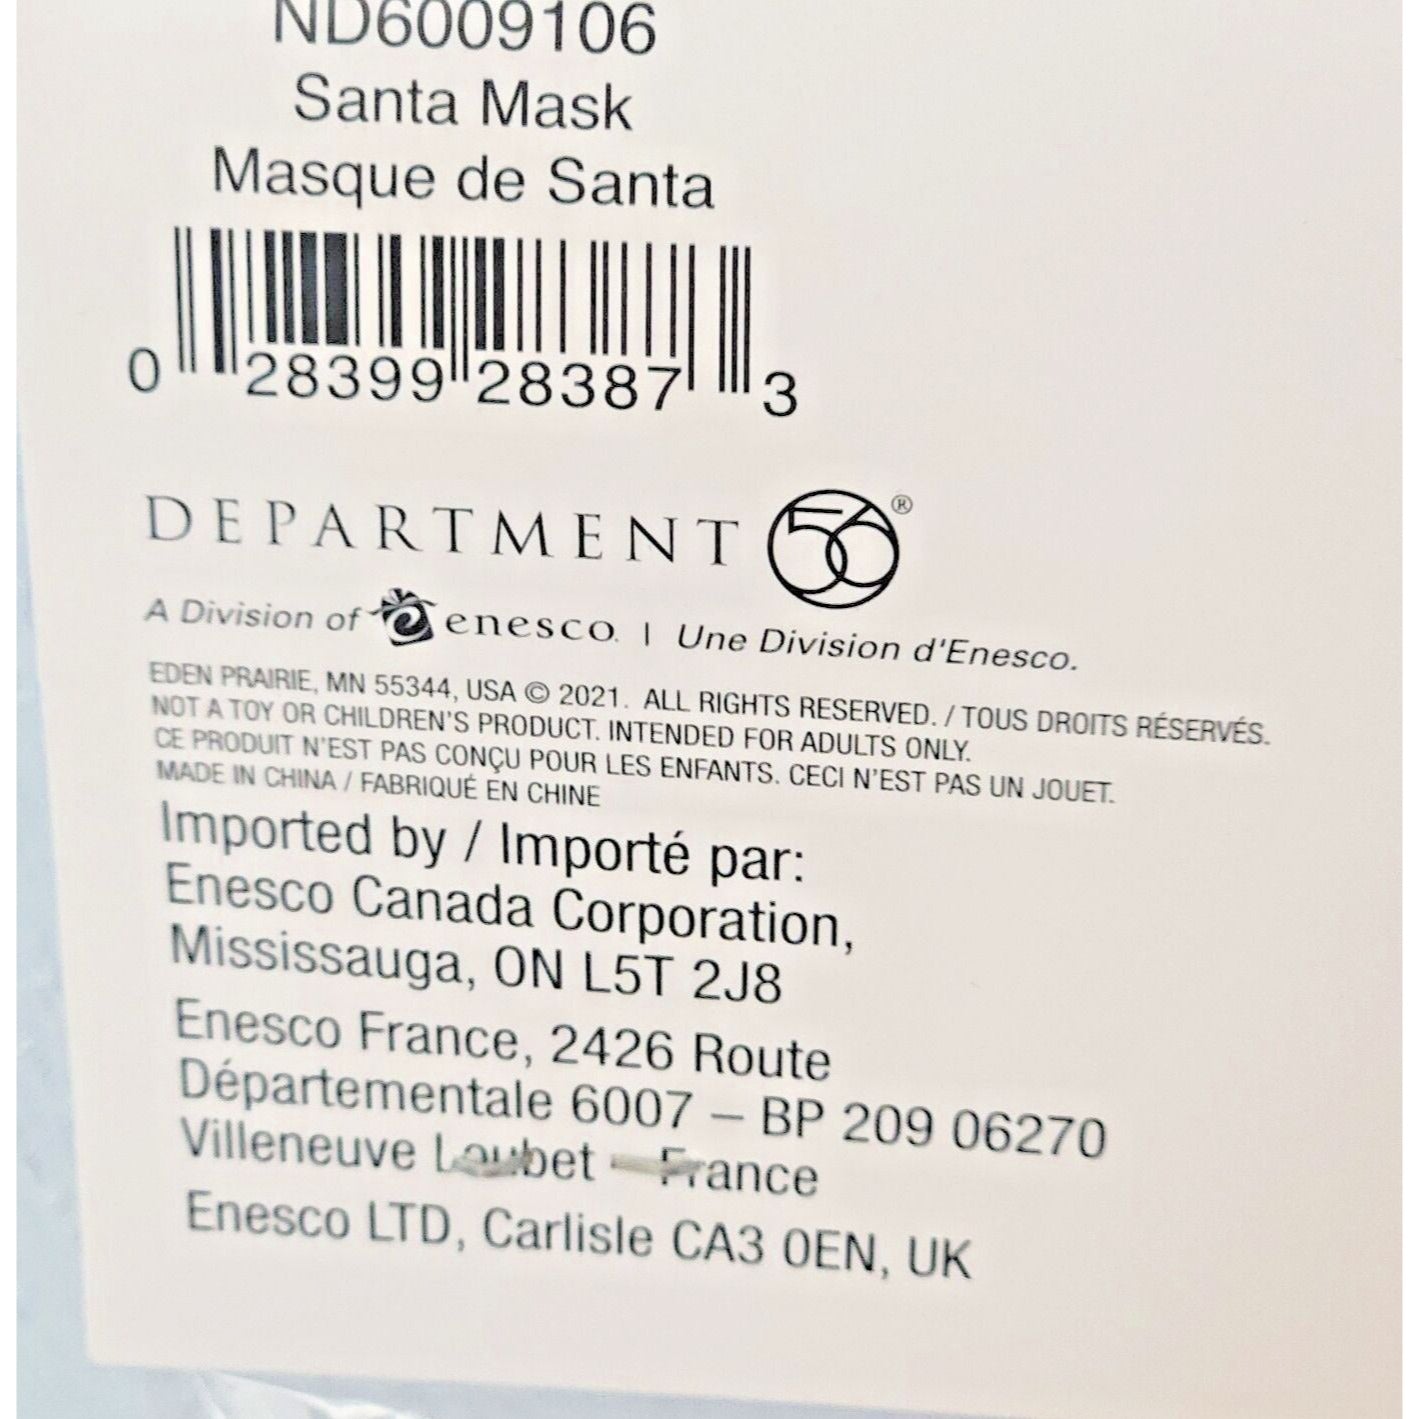 ND6009106
Santa Mask
Masque de Santa
0 28399 28387 3
DEPARTMENT 56®
A Division of enesco. | Une Division d'Enesco.
EDEN PRAIRIE, MN 55344, USA © 2021. ALL RIGHTS RESERVED. / TOUS DROITS RÉSERVÉS.
NOT A TOY OR CHILDREN'S PRODUCT. INTENDED FOR ADULTS ONLY.
CE PRODUIT N'EST PAS CONÇU POUR LES ENFANTS. CECI N'EST PAS UN JOUET.
MADE IN CHINA / FABRIQUÉ EN CHINE
Imported by / Importé par:
Enesco Canada Corporation,
Mississauga, ON L5T 2J8
Enesco France, 2426 Route
Départementale 6007 – BP 209 06270
Villeneuve Loubet – France
Enesco LTD, Carlisle CA3 0EN, UK